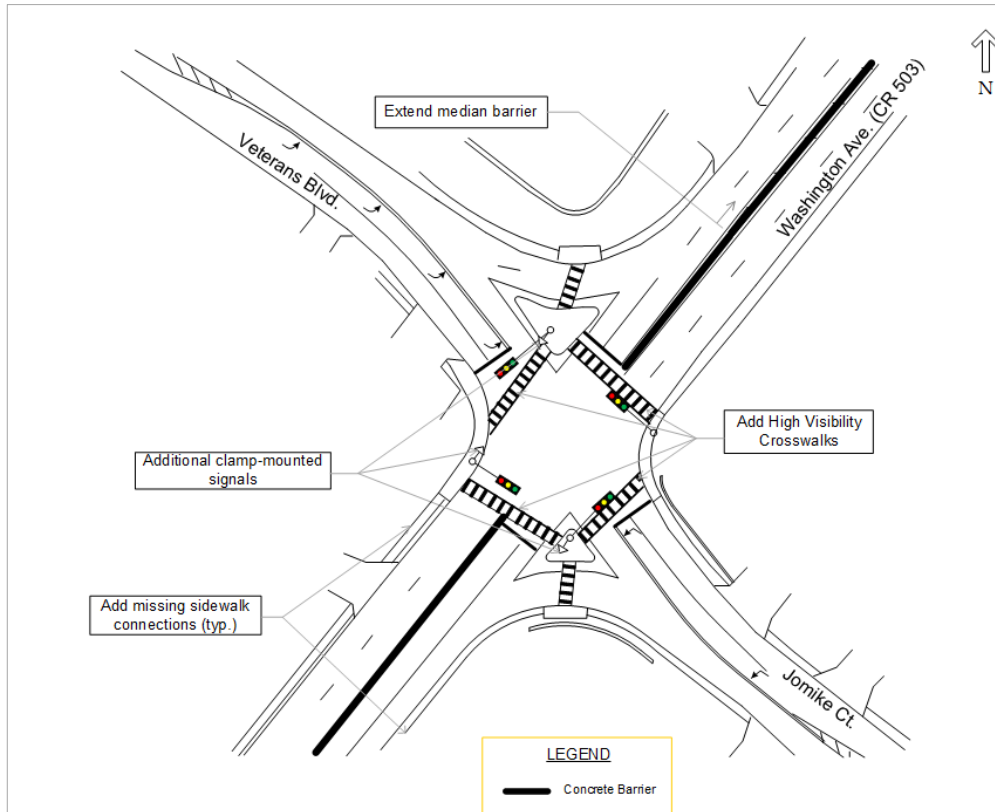 N
Extend median barrier
Washington Ave. (CR 503)
Veterans Blvd.
Add High Visibility
Crosswalks
Additional clamp-mounted
signals
Add missing sidewalk
connections (typ.)
Jomike Ct.
LEGEND
Concrete Barrier